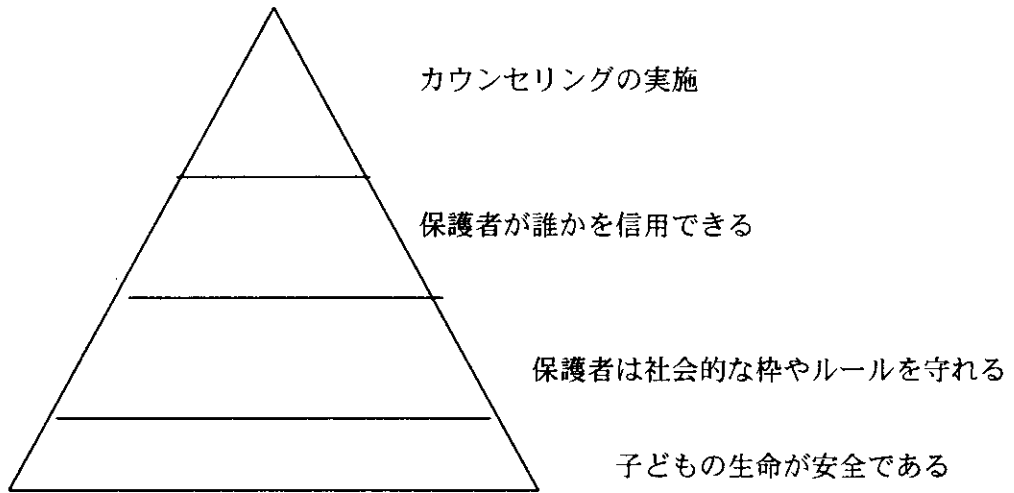 カウンセリングの実施
保護者が誰かを信用できる
保護者は社会的な枠やルールを守れる
子どもの生命が安全である